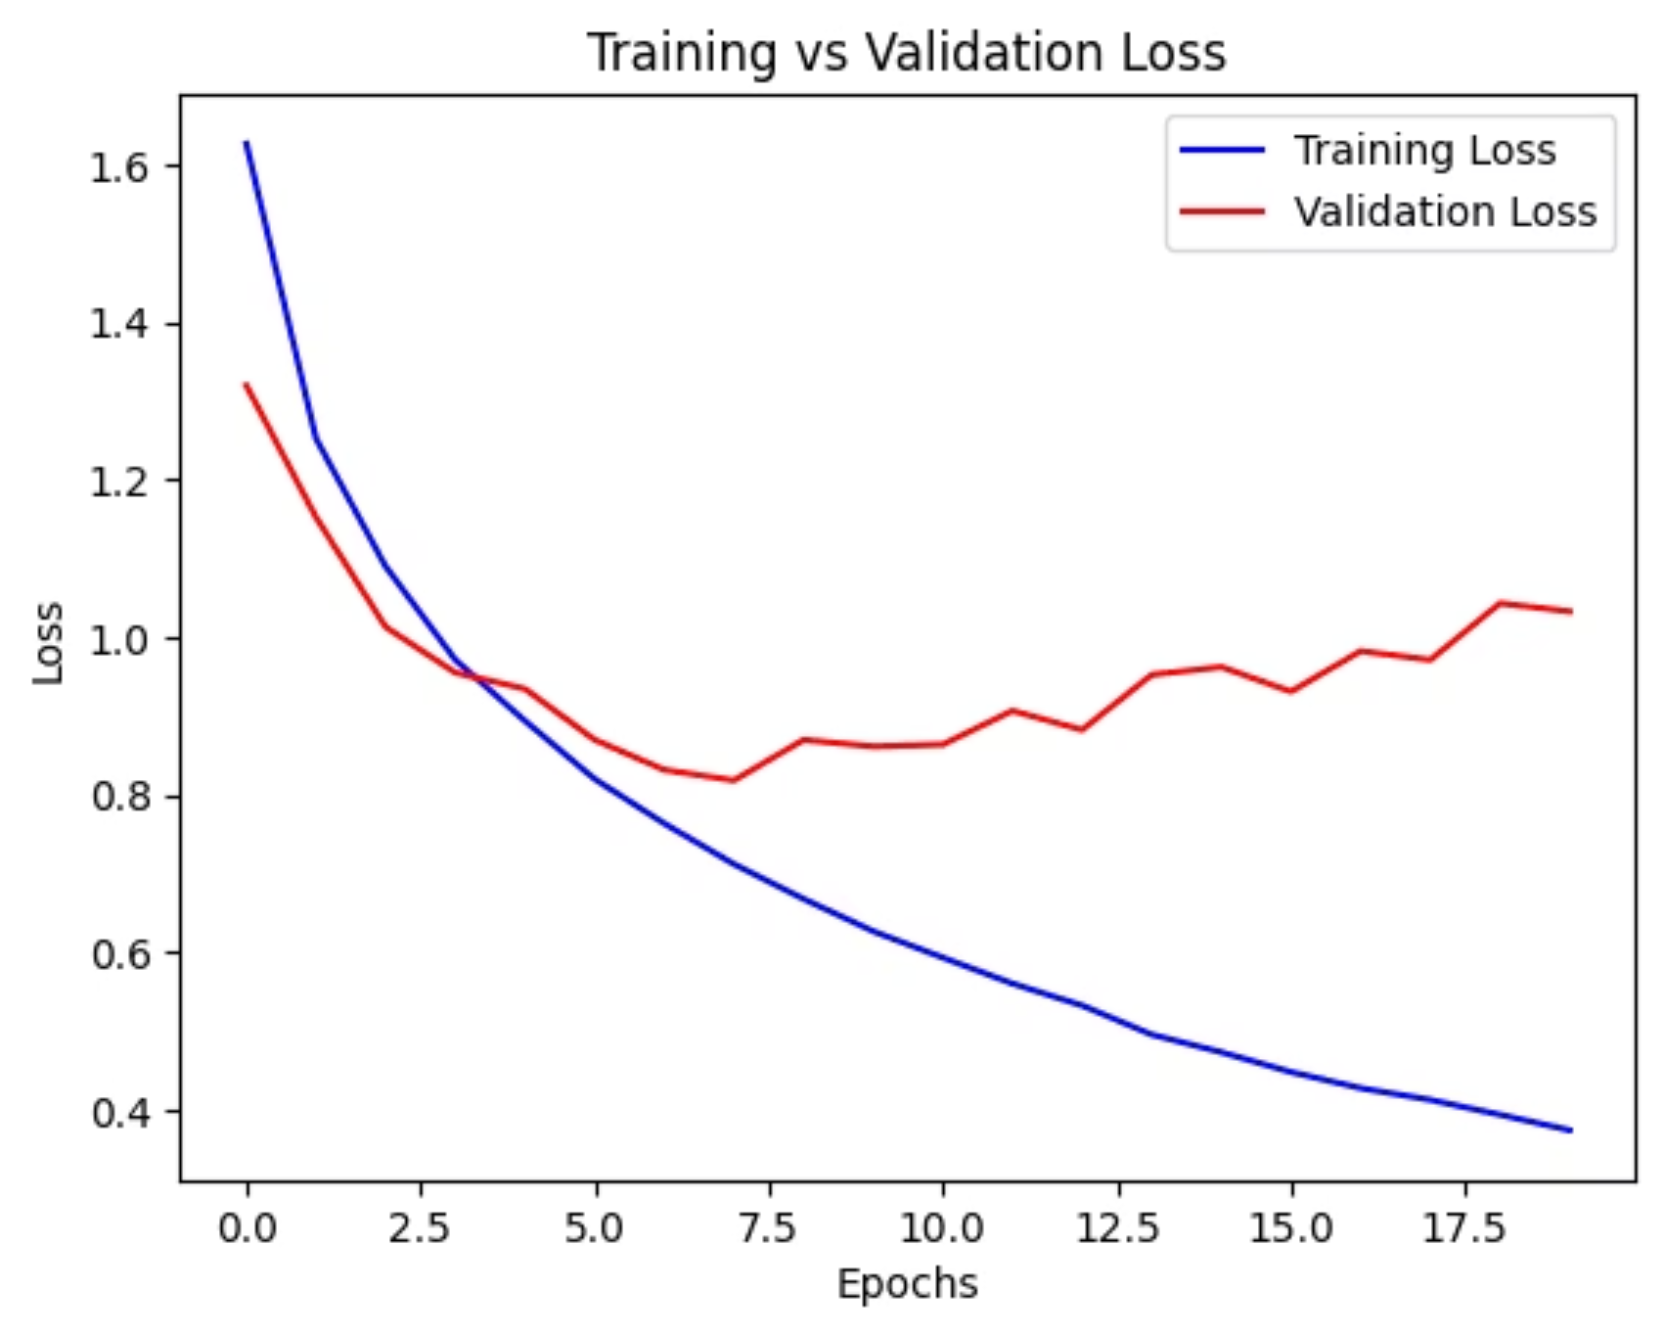 Training vs Validation Loss
Training Loss
Validation Loss
1.6
1.4
1.2
1.0
0.8
0.6
0.4
Loss
0.0 2.5 5.0 7.5 10.0 12.5 15.0 17.5
Epochs